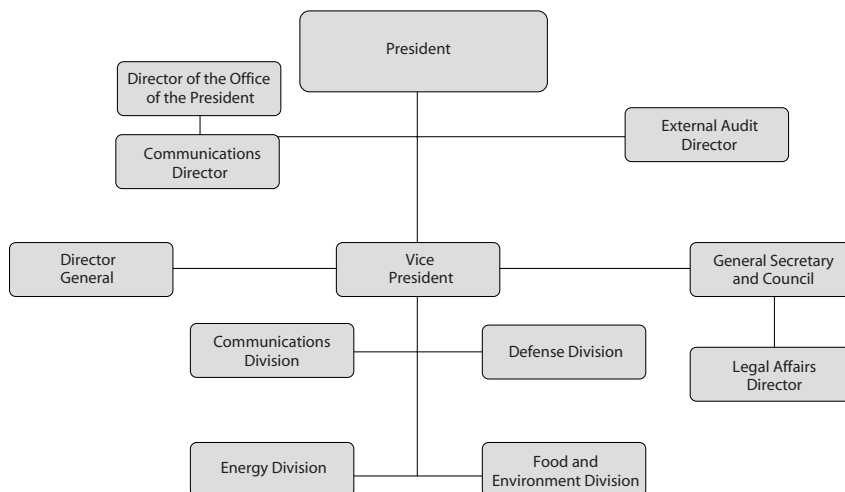 President
Director of the Office
of the President
Communications
Director
External Audit
Director
Director
General
Vice
President
General Secretary
and Council
Communications
Division
Defense Division
Legal Affairs
Director
Energy Division
Food and
Environment Division